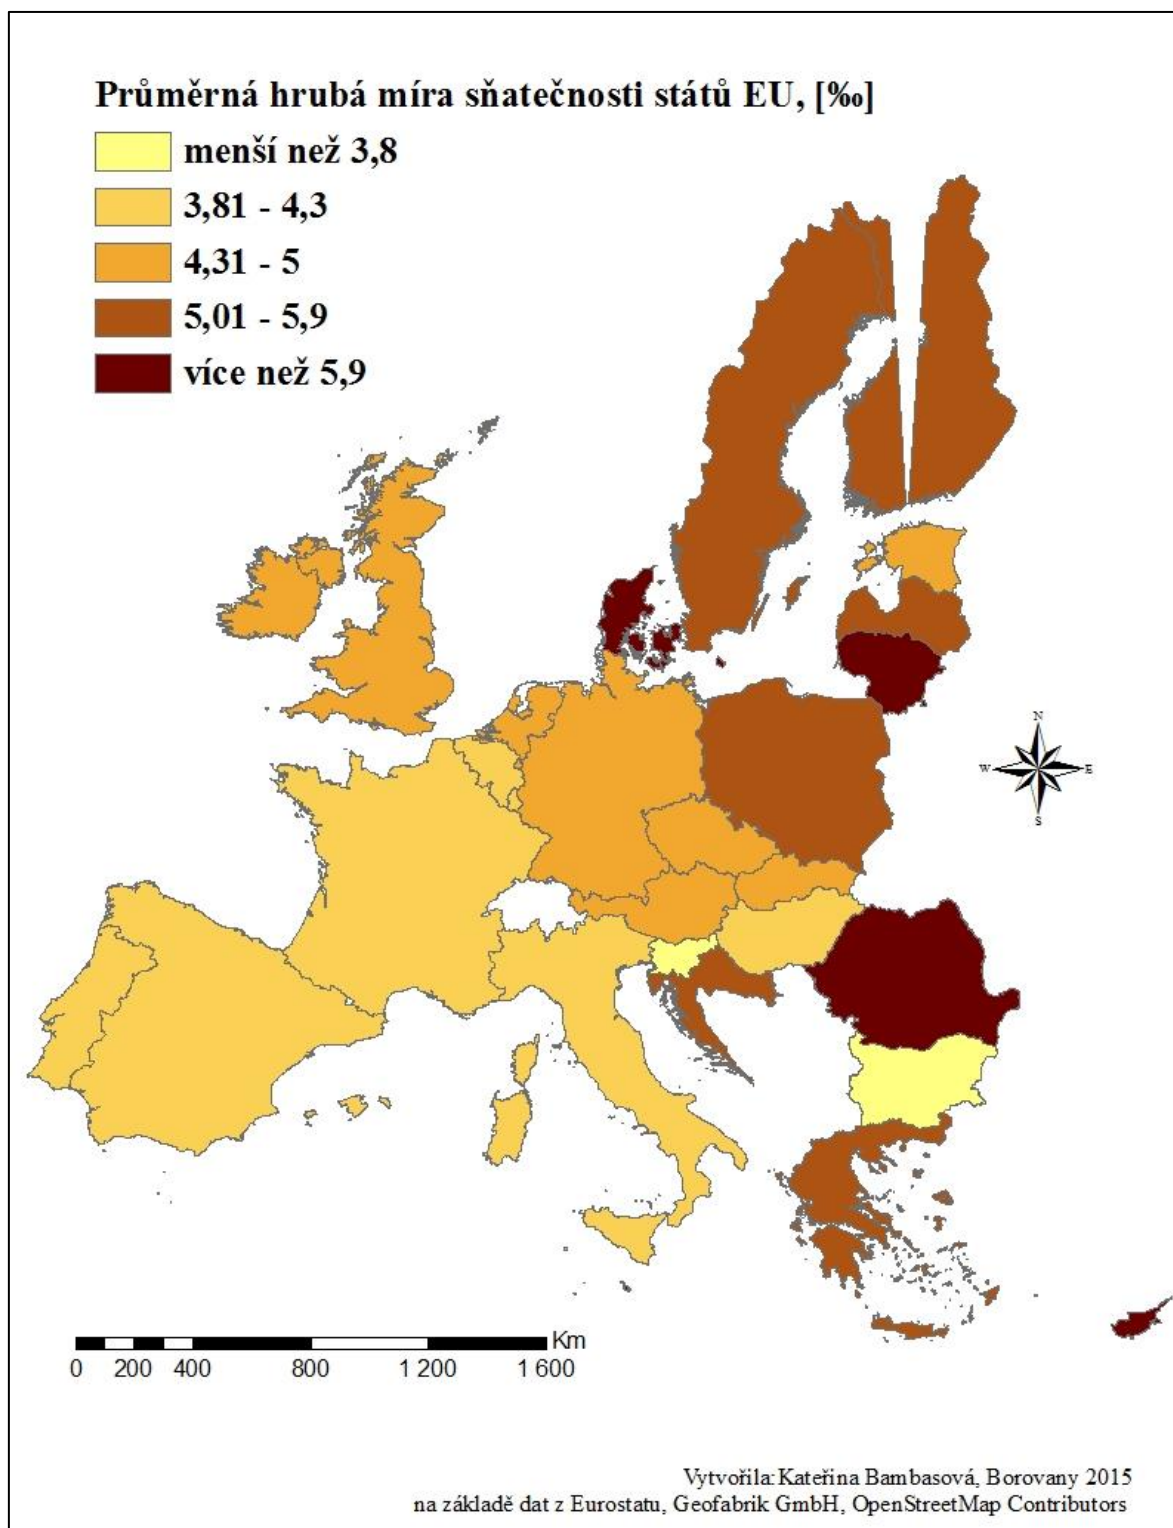 Průměrná hrubá míra sňatečnosti států EU, [‰]
menší než 3,8
3,81 - 4,3
4,31 - 5
5,01 - 5,9
více než 5,9
N
W E
S
Km
0 200 400 800 1 200 1 600
Vytvořila:Kateřina Bambasová, Borovany 2015
na základě dat z Eurostatu, Geofabrik GmbH, OpenStreetMap Contributors